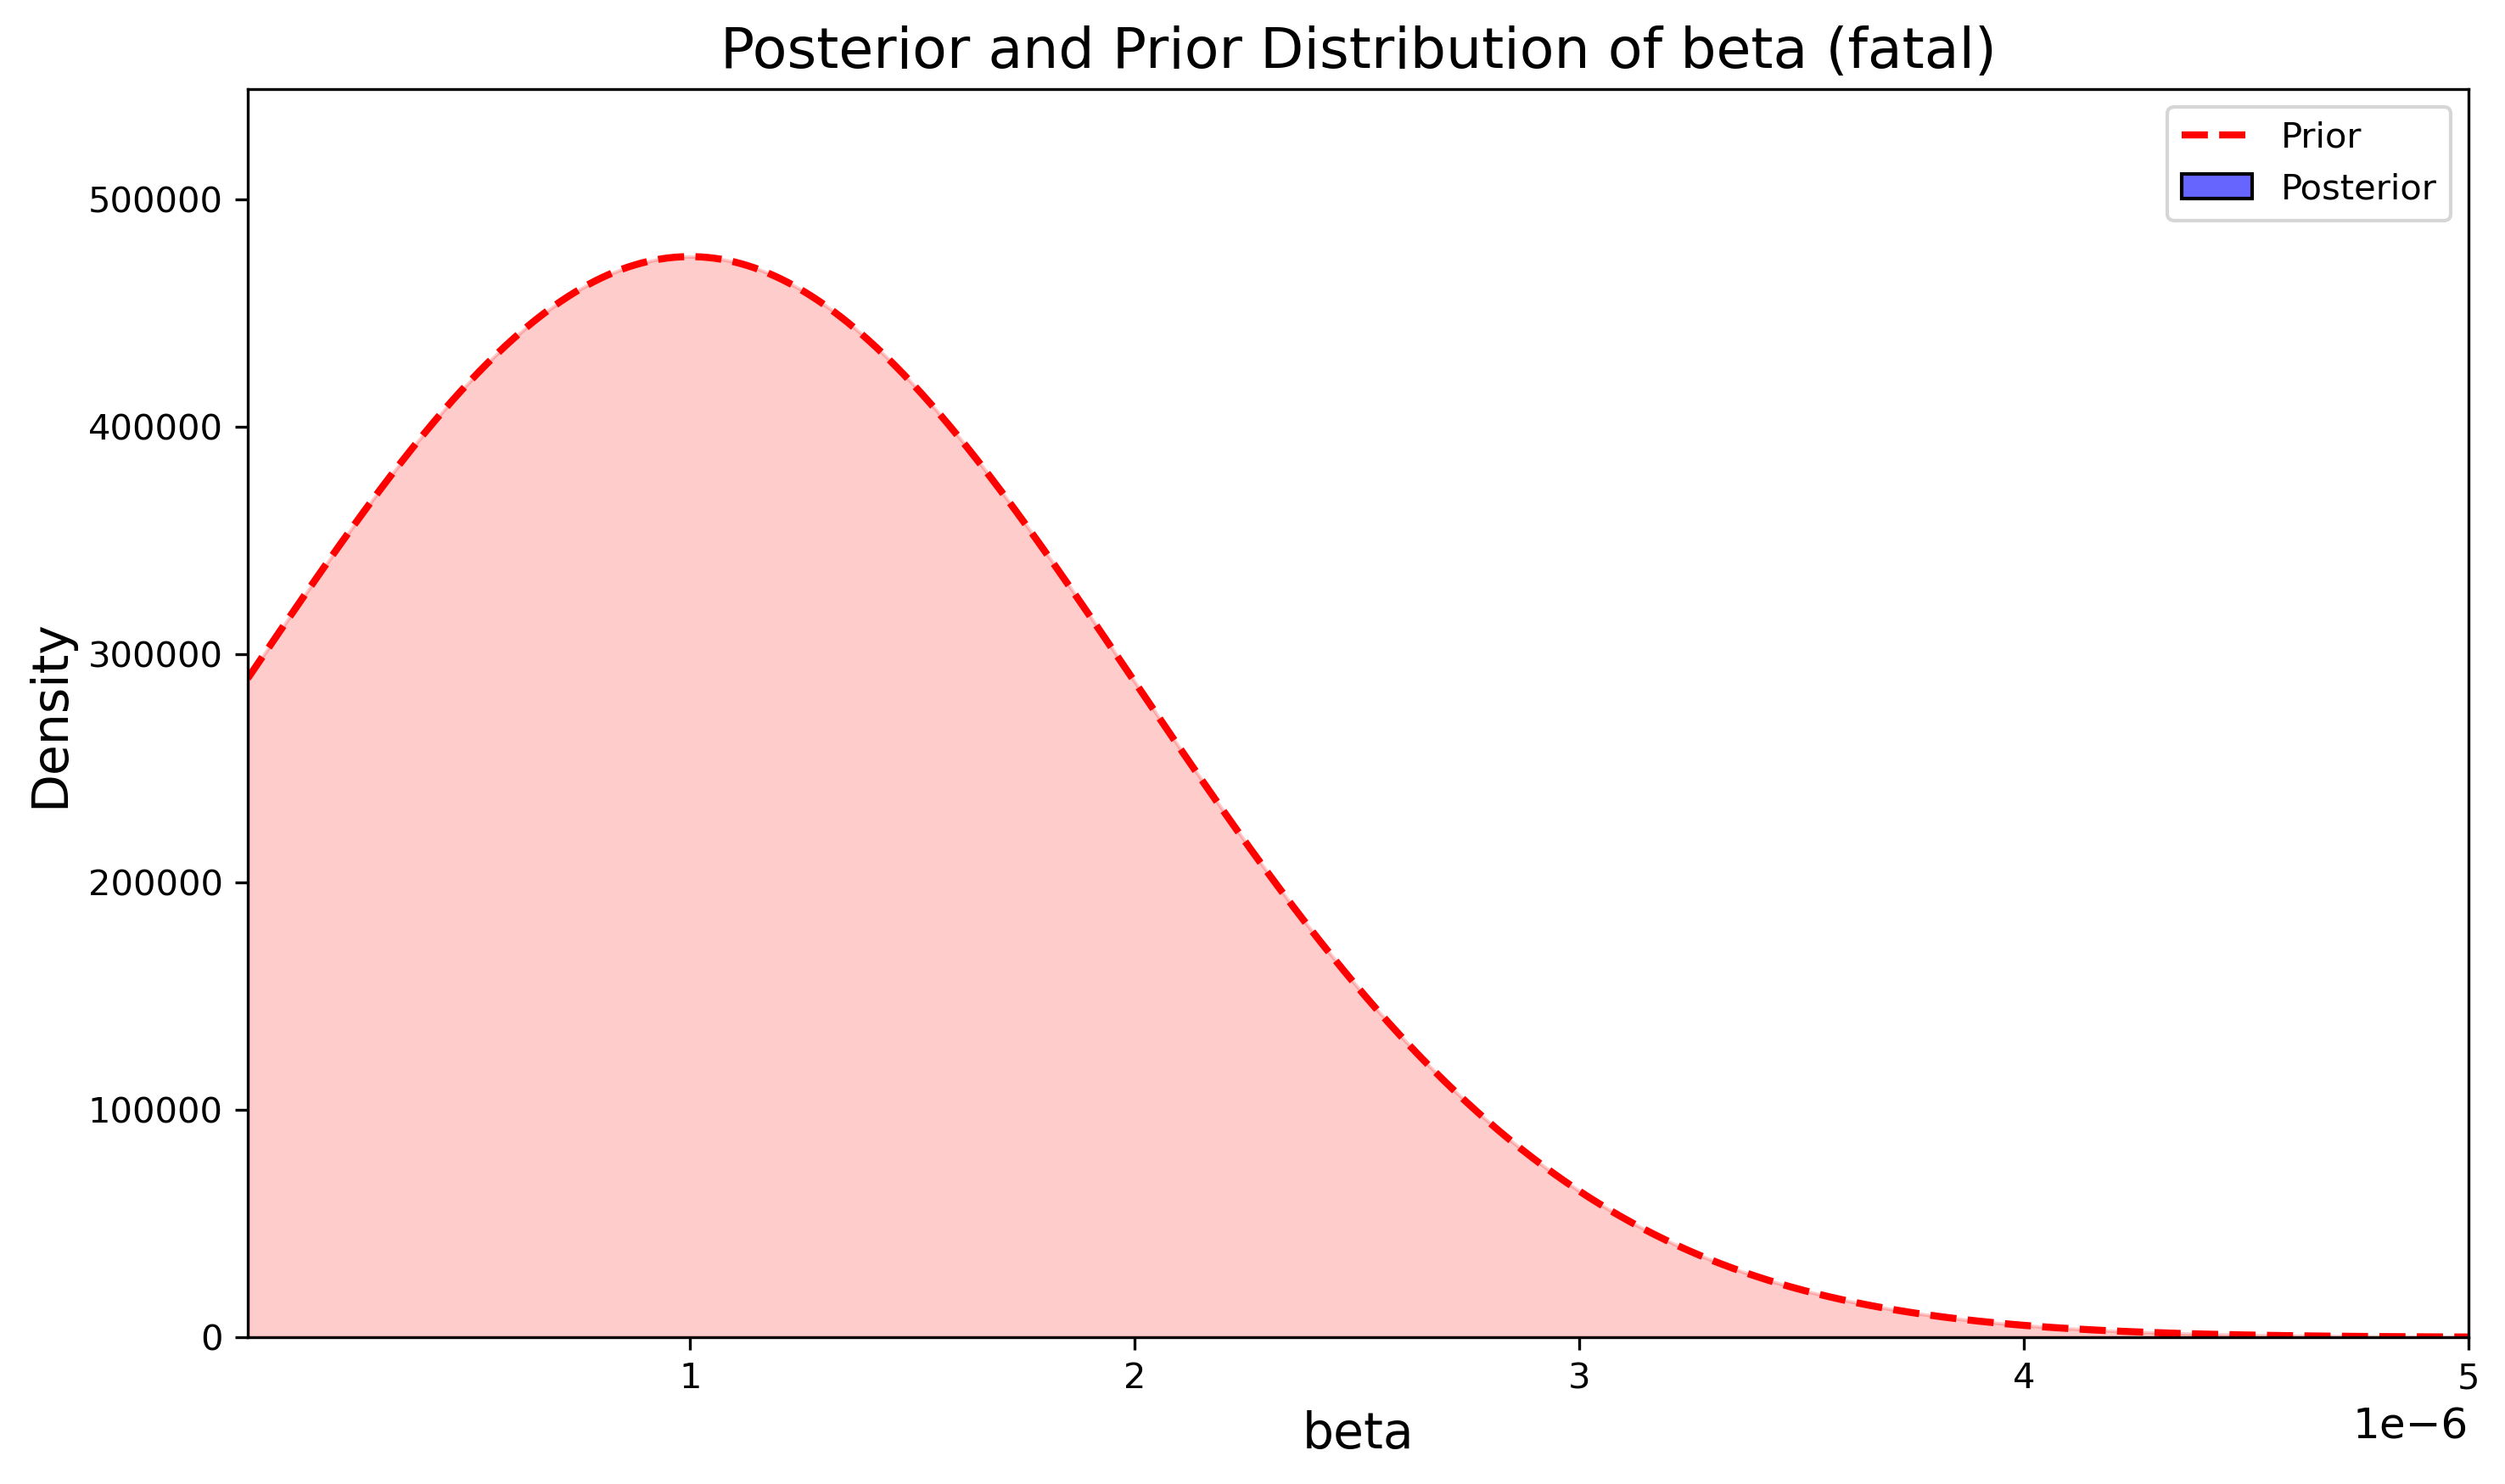 Posterior and Prior Distribution of beta (fatal)
Prior
Posterior
Density
500000
400000
300000
200000
100000
0
1
2
3
4
5
1e−6
beta